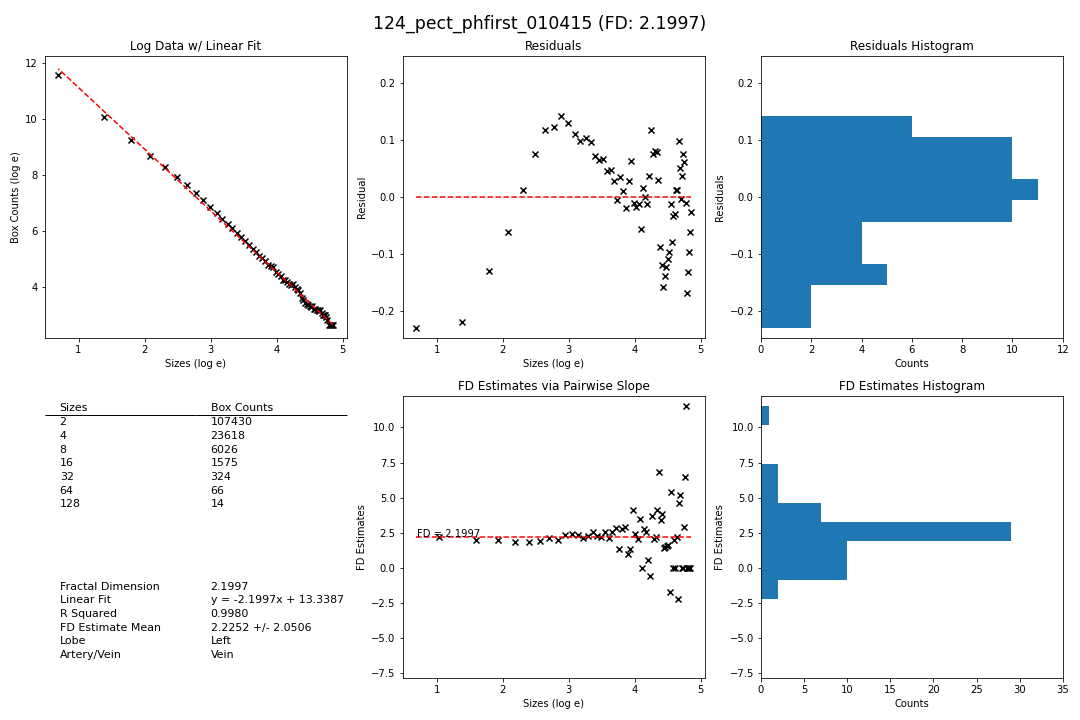 124_pect_phfirst_010415 (FD: 2.1997)
Log Data w/ Linear Fit
12
10
8
6
4
Box Counts (log e)
1 2 3 4 5
Sizes (log e)
Residuals
0.2
0.1
0.0
−0.1
−0.2
Residual
1 2 3 4 5
Sizes (log e)
Residuals Histogram
0.2
0.1
0.0
−0.1
−0.2
Residuals
0 2 4 6 8 10 12
Counts
Sizes Box Counts
2 107430
4 23618
8 6026
16 1575
32 324
64 66
128 14
Fractal Dimension 2.1997
Linear Fit y = -2.1997x + 13.3387
R Squared 0.9980
FD Estimate Mean 2.2252 +/- 2.0506
Lobe Left
Artery/Vein Vein
FD Estimates via Pairwise Slope
10.0
7.5
5.0
2.5
0.0
−2.5
−5.0
−7.5
FD Estimates
FD = 2.1997
1 2 3 4 5
Sizes (log e)
FD Estimates Histogram
10.0
7.5
5.0
2.5
0.0
−2.5
−5.0
−7.5
FD Estimates
0 5 10 15 20 25 30 35
Counts